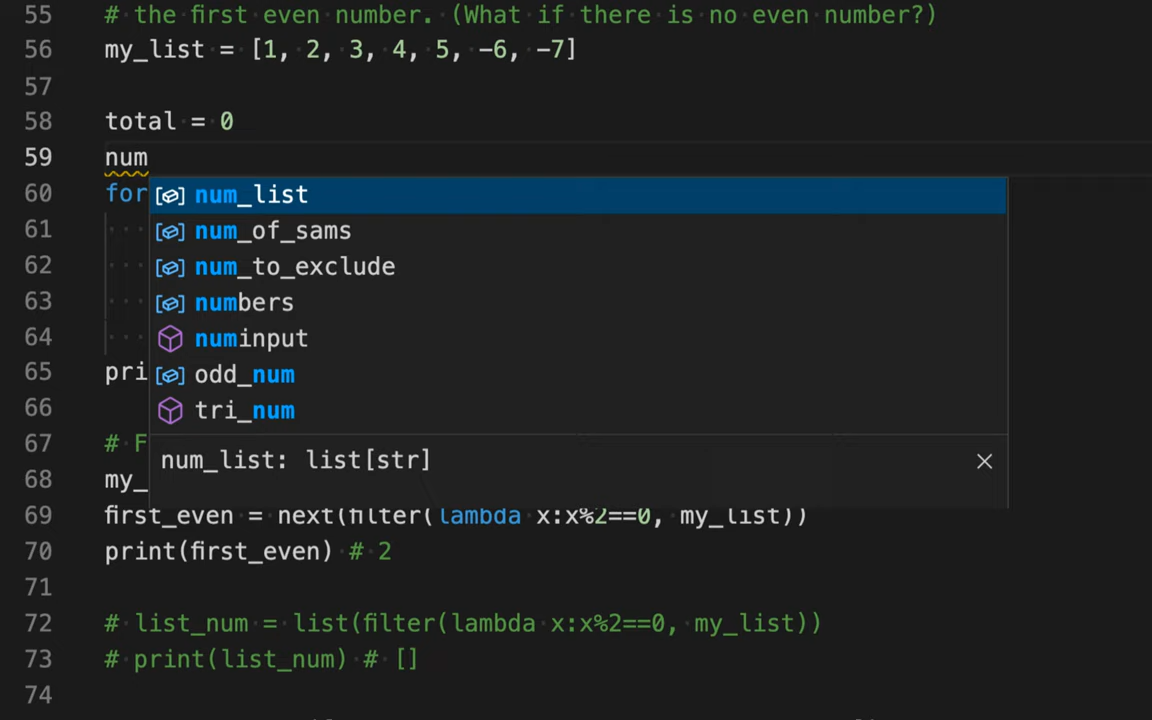 55 # the first even number. (What if there is no even number?)
56 my_list = [1, 2, 3, 4, 5, -6, -7]
57
58 total = 0
59 num
60 for
num_list
61
num_of_sams
62
num_to_exclude
63
numbers
64
numinput
65 pri
odd_num
66
tri_num
67 # F
num_list: list[str]
68 my_
69 first_even = next(filter(lambda x:x%2==0, my_list))
70 print(first_even) # 2
71
72 # list_num = list(filter(lambda x:x%2==0, my_list))
73 # print(list_num) # []
74